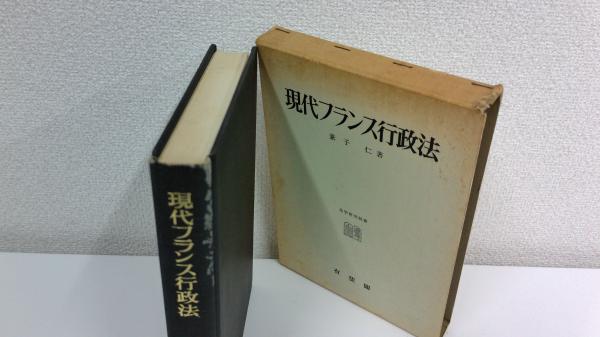 現代フランス行政法
兼子 仁著
有斐閣
現代フランス行政法